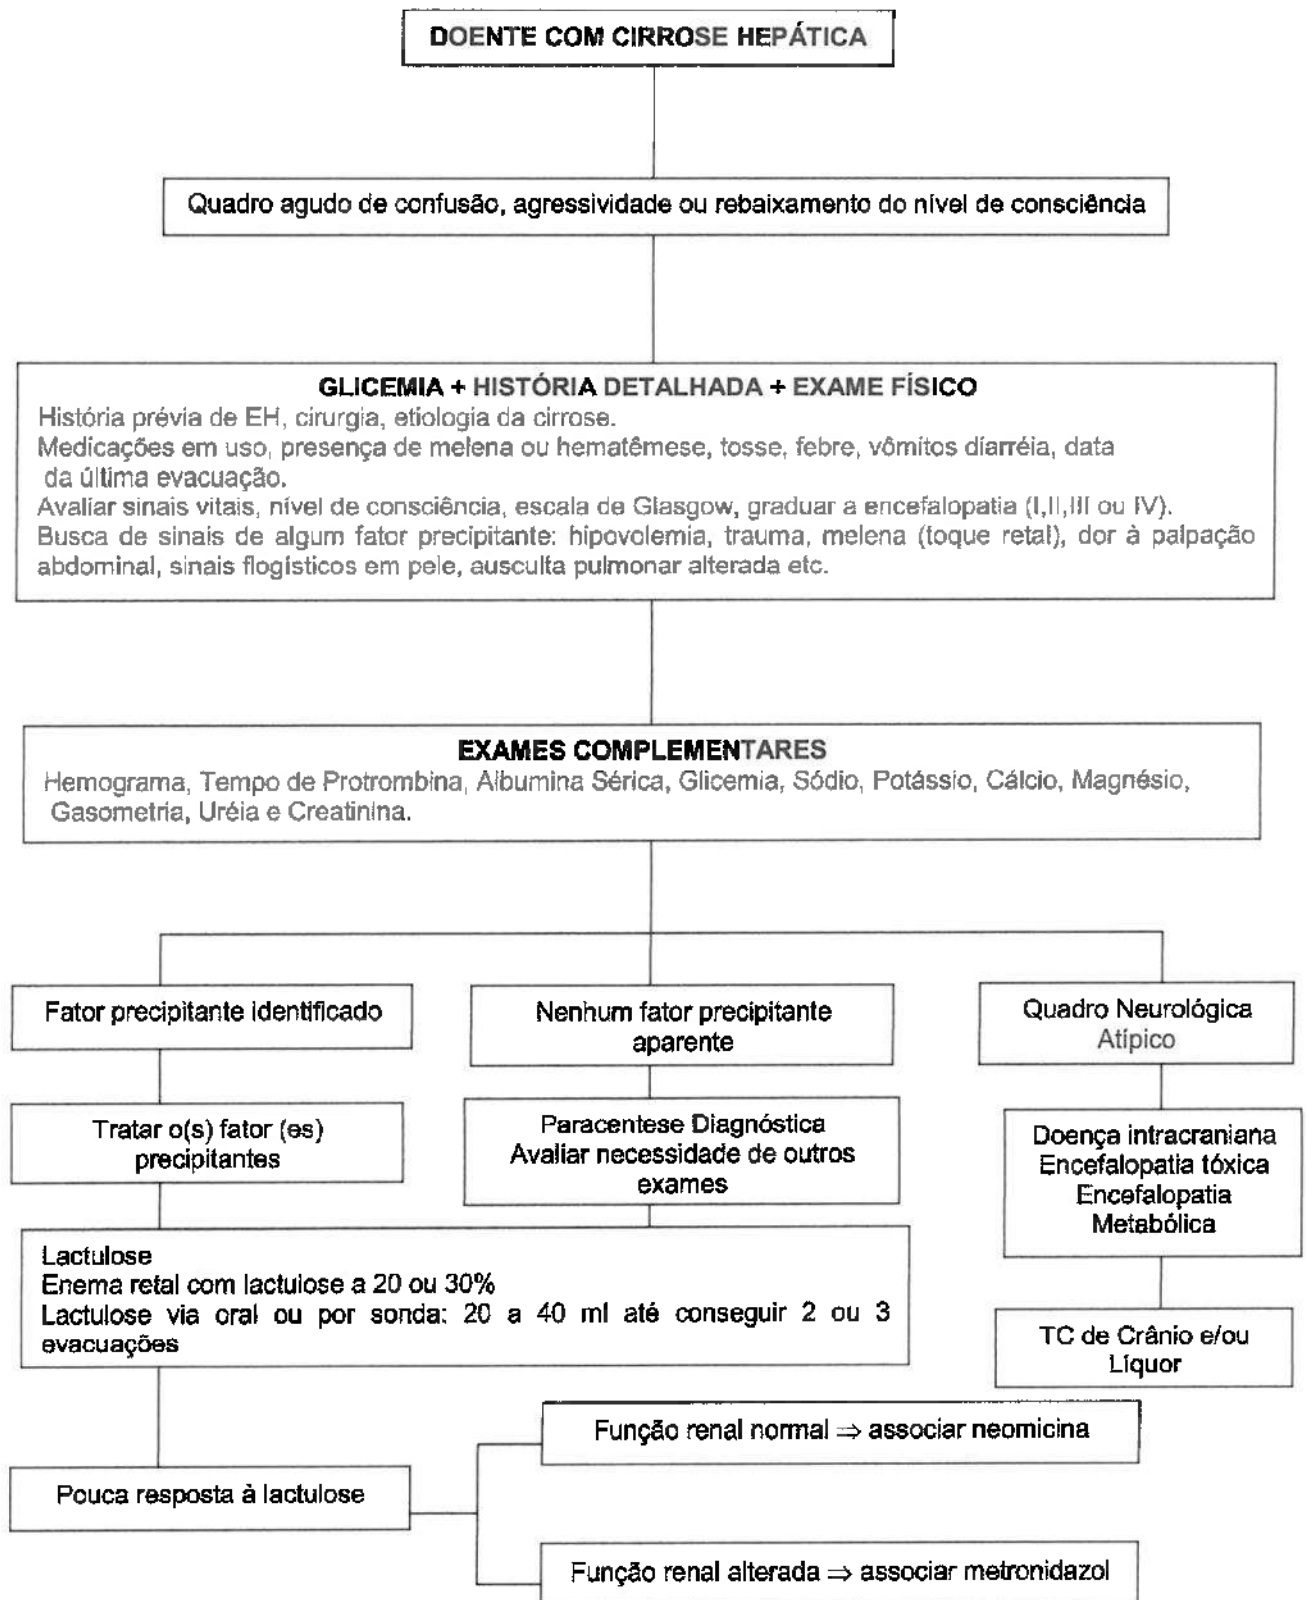 DOENTE COM CIRROSE HEPÁTICA
Quadro agudo de confusão, agressividade ou rebaixamento do nível de consciência
GLICEMIA + HISTÓRIA DETALHADA + EXAME FÍSICO
História prévia de EH, cirurgia, etiologia da cirrose.
Medicações em uso, presença de melena ou hematêmese, tosse, febre, vômitos diarréia, data
da última evacuação.
Avaliar sinais vitais, nível de consciência, escala de Glasgow, graduar a encefalopatia (I,II,III ou IV).
Busca de sinais de algum fator precipitante: hipovolemia, trauma, melena (toque retal), dor à palpação
abdominal, sinais flogísticos em pele, ausculta pulmonar alterada etc.
EXAMES COMPLEMENTARES
Hemograma, Tempo de Protrombina, Albumina Sérica, Glicemia, Sódio, Potássio, Cálcio, Magnésio,
Gasometria, Uréia e Creatinina.
Fator precipitante identificado
Tratar o(s) fator (es)
precipitantes
Nenhum fator precipitante
aparente
Paracentese Diagnóstica
Avaliar necessidade de outros
exames
Quadro Neurológica
Atípico
Doença intracraniana
Encefalopatia tóxica
Encefalopatia
Metabólica
TC de Crânio e/ou
Líquor
Lactulose
Enema retal com lactulose a 20 ou 30%
Lactulose via oral ou por sonda: 20 a 40 ml até conseguir 2 ou 3
evacuações
Pouca resposta à lactulose
Função renal normal ⇒ associar neomicina
Função renal alterada ⇒ associar metronidazol